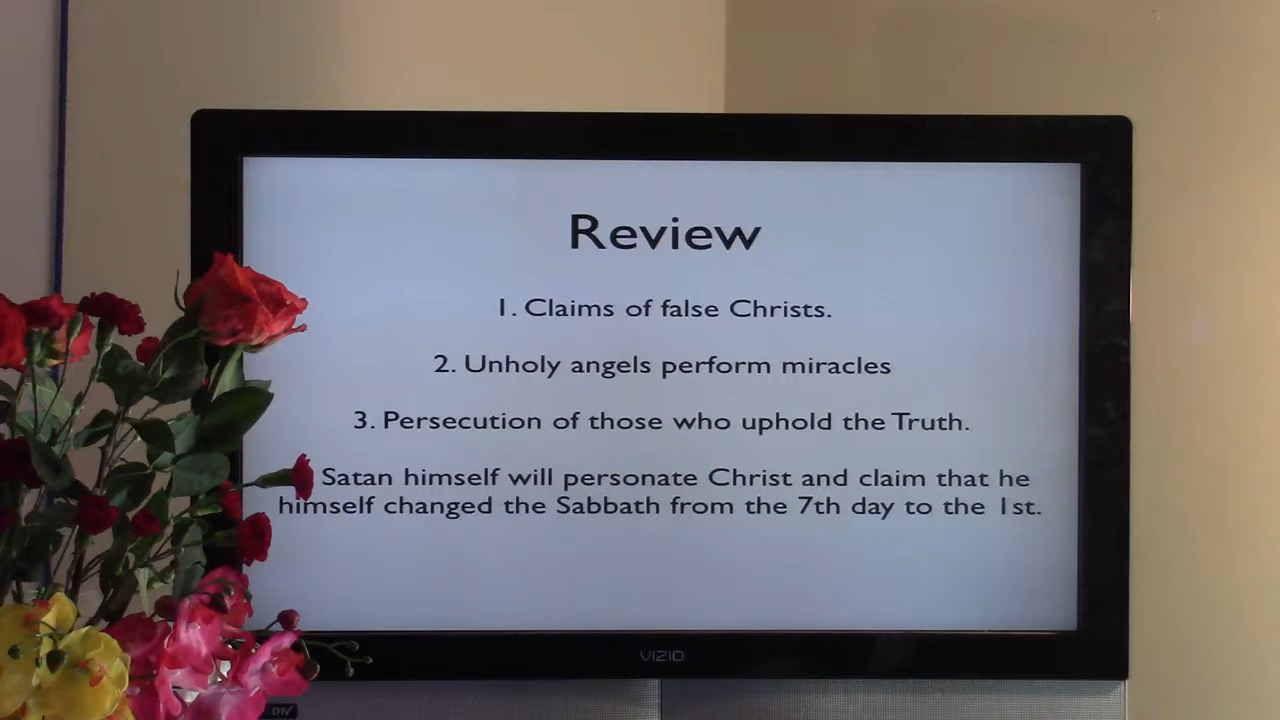 Review
1. Claims of false Christs.
2. Unholy angels perform miracles
3. Persecution of those who uphold the Truth.
Satan himself will personate Christ and claim that he
himself changed the Sabbath from the 7th day to the 1st.
VIZIO
DTV